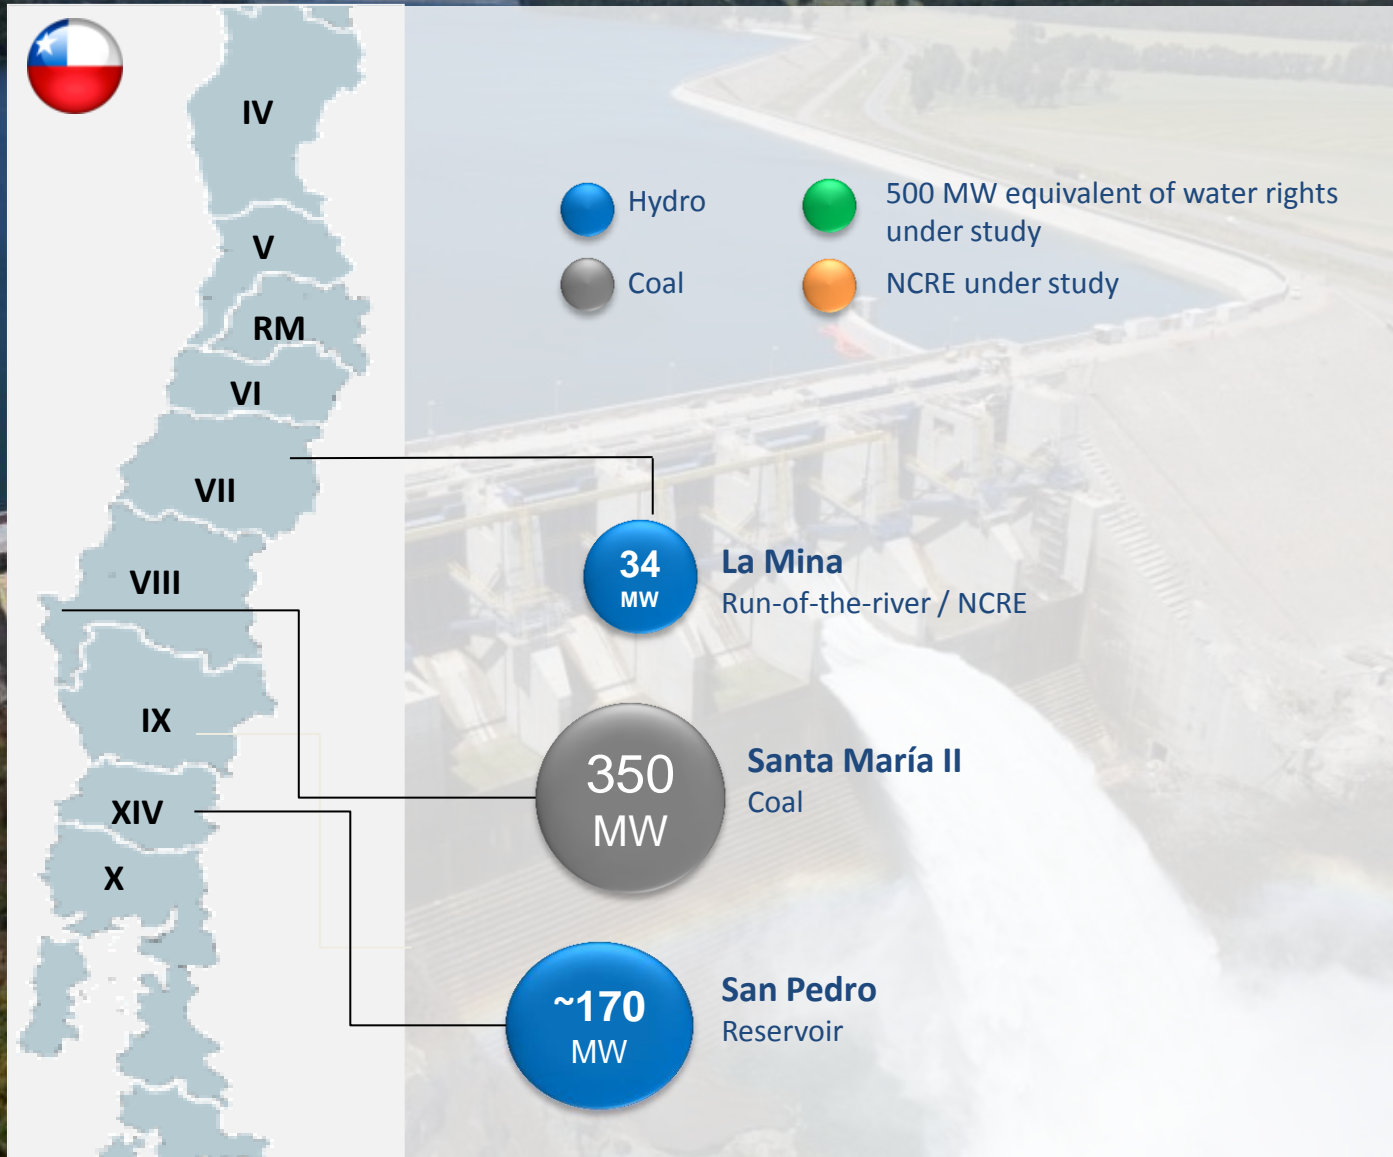 IV
V
RM
VI
VII
VIII
IX
XIV
X
Hydro
Coal
500 MW equivalent of water rights
under study
NCRE under study
34
MW
La Mina
Run-of-the-river / NCRE
350
MW
Santa María II
Coal
~170
MW
San Pedro
Reservoir